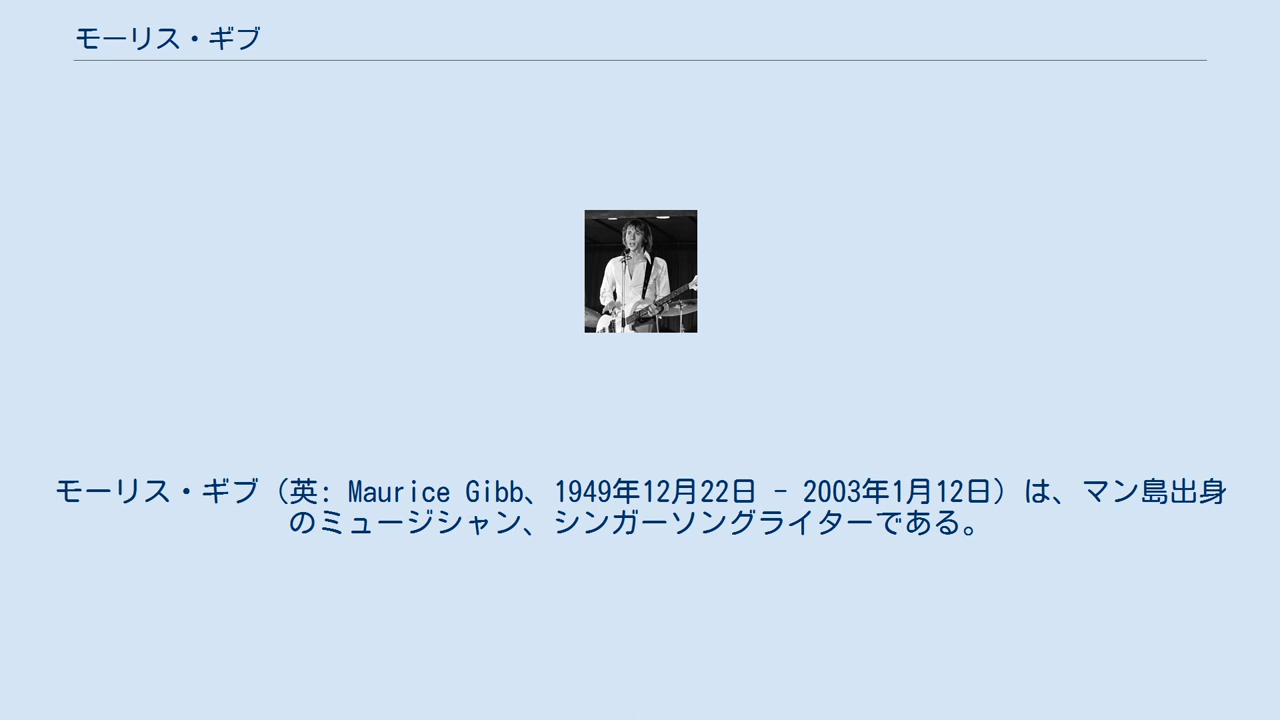 モーリス・ギブ
モーリス・ギブ（英: Maurice Gibb、1949年12月22日 - 2003年1月12日）は、マン島出身
のミュージシャン、シンガーソングライターである。